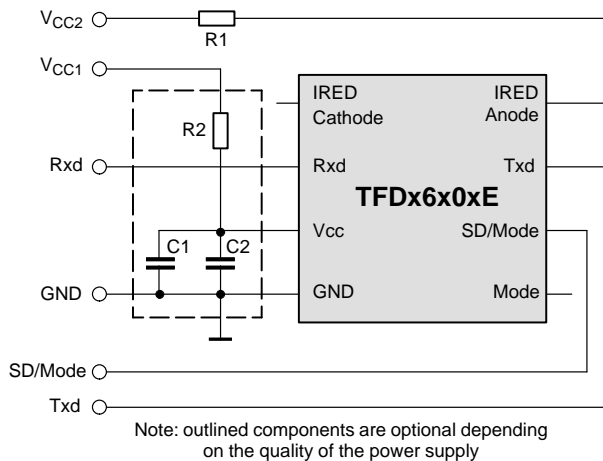 VCC2
R1
VCC1
R2
IRED
Cathode
IRED
Anode
Rxd
Rxd
Txd
TFDx6x0xE
Vcc
SD/Mode
C1
C2
GND
GND
Mode
SD/Mode
Txd
Note: outlined components are optional depending
on the quality of the power supply